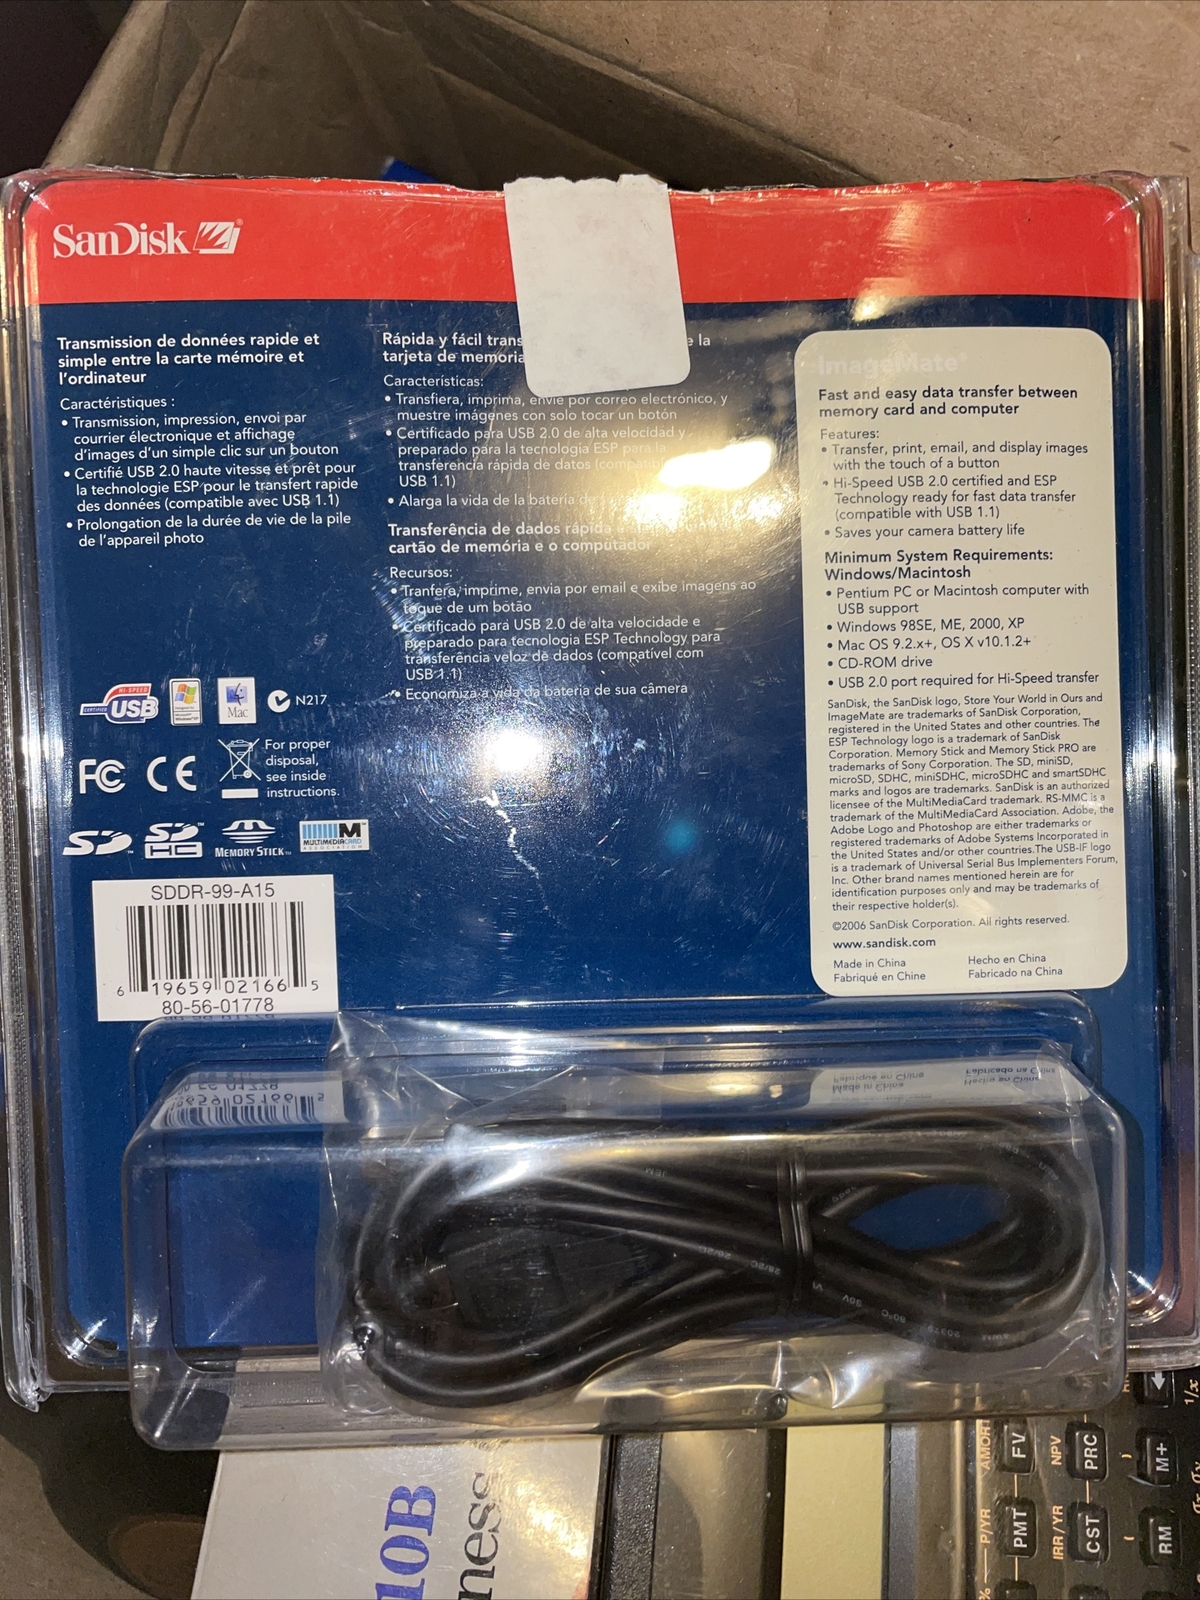 SanDisk
Transmission de données rapide et
simple entre la carte mémoire et
l'ordinateur
Caractéristiques :
• Transmission, impression, envoi par
courrier électronique et affichage
d'images d'un simple clic sur un bouton
• Certifié USB 2.0 haute vitesse et prêt pour
la technologie ESP pour le transfert rapide
des données (compatible avec USB 1.1)
• Prolongation de la durée de vie de la pile
de l'appareil photo
Rápida y fácil trans e la
tarjeta de memoria
Características:
• Transfiera, imprima, envíe por correo electrónico, y
muestre imágenes con solo tocar un botón
• Certificado para USB 2.0 de alta velocidad y
preparado para la tecnología ESP para la
transferencia rápida de datos (compatib
USB 1.1)
• Alarga la vida de la batería de
Transferência de dados rápida
cartão de memória e o computador
Recursos:
• Tranfera, imprime, envia por email e exibe imagens ao
toque de um botão
• Certificado para USB 2.0 de alta velocidade e
preparado para tecnologia ESP Technology para
transferência veloz de dados (compatível com
USB 1.1)
• Economiza a vida da bateria de sua câmera
ImageMate®
Fast and easy data transfer between
memory card and computer
Features:
• Transfer, print, email, and display images
with the touch of a button
• Hi-Speed USB 2.0 certified and ESP
Technology ready for fast data transfer
(compatible with USB 1.1)
• Saves your camera battery life
Minimum System Requirements:
Windows/Macintosh
• Pentium PC or Macintosh computer with
USB support
• Windows 98SE, ME, 2000, XP
• Mac OS 9.2.x+, OS X v10.1.2+
• CD-ROM drive
• USB 2.0 port required for Hi-Speed transfer
SanDisk, the SanDisk logo, Store Your World in Ours and
ImageMate are trademarks of SanDisk Corporation,
registered in the United States and other countries. The
ESP Technology logo is a trademark of SanDisk
Corporation. Memory Stick and Memory Stick PRO are
trademarks of Sony Corporation. The SD, miniSD,
microSD, SDHC, miniSDHC, microSDHC and smartSDHC
marks and logos are trademarks. SanDisk is an authorized
licensee of the MultiMediaCard trademark. RS-MMC is a
trademark of the MultiMediaCard Association. Adobe, the
Adobe Logo and Photoshop are either trademarks or
registered trademarks of Adobe Systems Incorporated in
the United States and/or other countries.The USB-IF logo
is a trademark of Universal Serial Bus Implementers Forum,
Inc. Other brand names mentioned herein are for
identification purposes only and may be trademarks of
their respective holder(s).
©2006 SanDisk Corporation. All rights reserved.
www.sandisk.com
Made in China Hecho en China
Fabriqué en Chine Fabricado na China
HI-SPEED
CERTIFIED USB
Mac
N217
FC CE
For proper
disposal,
see inside
instructions.
SD SD HC MEMORY STICK™ MULTIMEDIACARD
ASSOCIATION
SDDR-99-A15
6 19659 02166 5
80-56-01778
28/2C
VI
30V
80°C
20379
AWM
10B
ness
AMORT
FV
NPV
PRC
)
M+
1/x
P/YR
PMT
IRR/YR
CST
(
RM
%